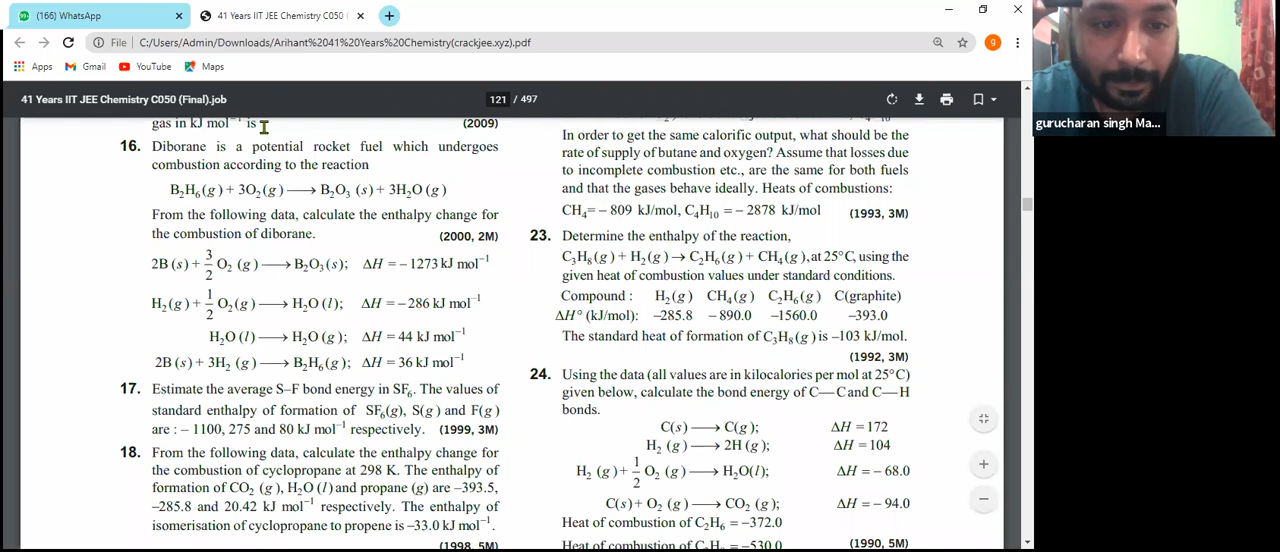 (166) WhatsApp
41 Years IIT JEE Chemistry C050
File C:/Users/Admin/Downloads/Arihant%2041%20Years%20Chemistry(crackjee.xyz).pdf
g
Apps Gmail YouTube Maps
41 Years IIT JEE Chemistry C050 (Final).job
121 / 497
gurucharan singh Ma...
gas in kJ mol⁻¹ is (2009)
16. Diborane is a potential rocket fuel which undergoes
combustion according to the reaction
B₂H₆(g) + 3O₂(g) ⟶ B₂O₃ (s) + 3H₂O (g)
From the following data, calculate the enthalpy change for
the combustion of diborane. (2000, 2M)
2B (s) + 3/2 O₂ (g) ⟶ B₂O₃(s); ΔH = – 1273 kJ mol⁻¹
H₂(g) + 1/2 O₂(g) ⟶ H₂O (l); ΔH = – 286 kJ mol⁻¹
H₂O (l) ⟶ H₂O (g); ΔH = 44 kJ mol⁻¹
2B (s) + 3H₂ (g) ⟶ B₂H₆(g); ΔH = 36 kJ mol⁻¹
17. Estimate the average S–F bond energy in SF₆. The values of
standard enthalpy of formation of SF₆(g), S(g) and F(g)
are : – 1100, 275 and 80 kJ mol⁻¹ respectively. (1999, 3M)
18. From the following data, calculate the enthalpy change for
the combustion of cyclopropane at 298 K. The enthalpy of
formation of CO₂ (g), H₂O (l) and propane (g) are –393.5,
–285.8 and 20.42 kJ mol⁻¹ respectively. The enthalpy of
isomerisation of cyclopropane to propene is –33.0 kJ mol⁻¹.
(1998, 5M)
In order to get the same calorific output, what should be the
rate of supply of butane and oxygen? Assume that losses due
to incomplete combustion etc., are the same for both fuels
and that the gases behave ideally. Heats of combustions:
CH₄= – 809 kJ/mol, C₄H₁₀ = – 2878 kJ/mol (1993, 3M)
23. Determine the enthalpy of the reaction,
C₃H₈(g) + H₂(g) → C₂H₆(g) + CH₄(g), at 25°C, using the
given heat of combustion values under standard conditions.
Compound : H₂(g) CH₄(g) C₂H₆(g) C(graphite)
ΔH° (kJ/mol): –285.8 – 890.0 –1560.0 –393.0
The standard heat of formation of C₃H₈(g) is –103 kJ/mol.
(1992, 3M)
24. Using the data (all values are in kilocalories per mol at 25°C)
given below, calculate the bond energy of C—C and C—H
bonds.
C(s) ⟶ C(g); ΔH = 172
H₂ (g) ⟶ 2H (g); ΔH = 104
H₂ (g) + 1/2 O₂ (g) ⟶ H₂O(l); ΔH = – 68.0
C(s) + O₂ (g) ⟶ CO₂ (g); ΔH = – 94.0
Heat of combustion of C₂H₆ = –372.0
Heat of combustion of C₃H₈ = –530.0 (1990, 5M)